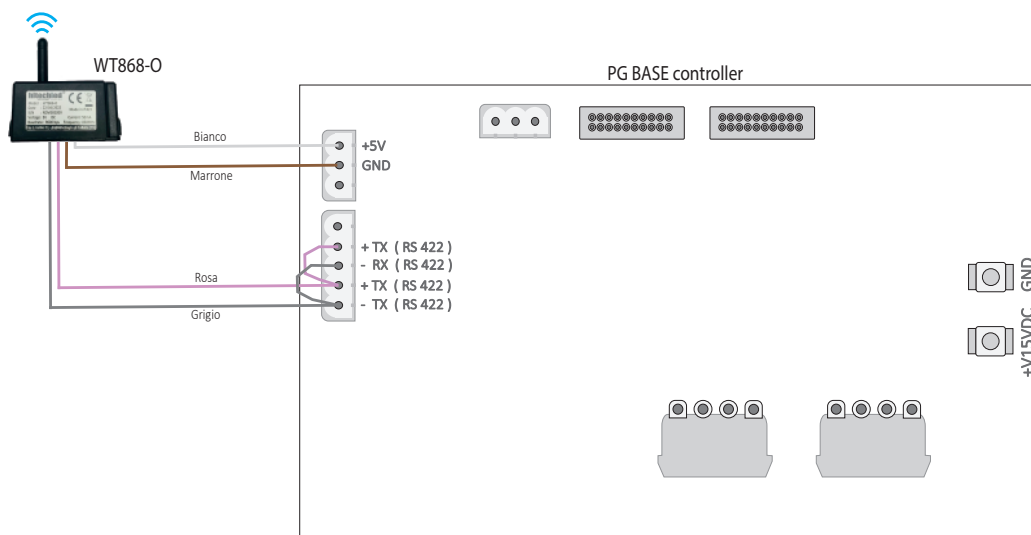 WT868-O
PG BASE controller
Bianco
+5V
Marrone
GND
+ TX ( RS 422 )
- RX ( RS 422 )
Rosa
+ TX ( RS 422 )
- TX ( RS 422 )
Grigio
GND
+V15VDC